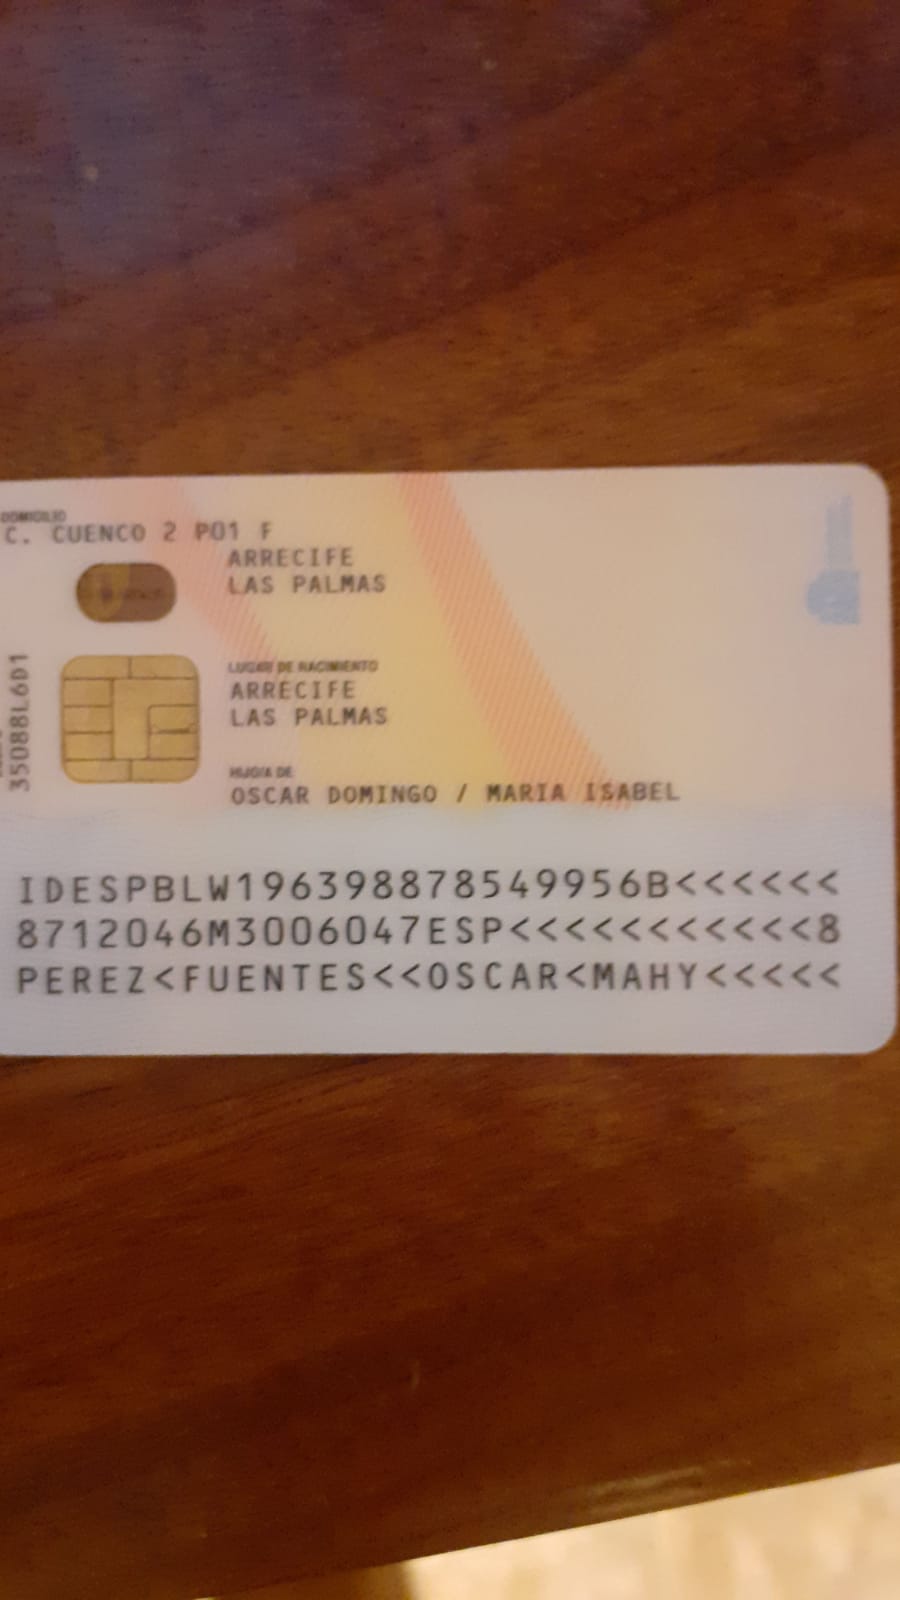 DOMICILIO
C. CUENCO 2 P01 F
ARRECIFE
LAS PALMAS
LUGAR DE NACIMIENTO
ARRECIFE
LAS PALMAS
HIJO/A DE
OSCAR DOMINGO / MARIA ISABEL
35088L6D1
IDESPBLW196398878549956B<<<<<<
8712046M3006047ESP<<<<<<<<<<<8
PEREZ<FUENTES<<OSCAR<MAHY<<<<<